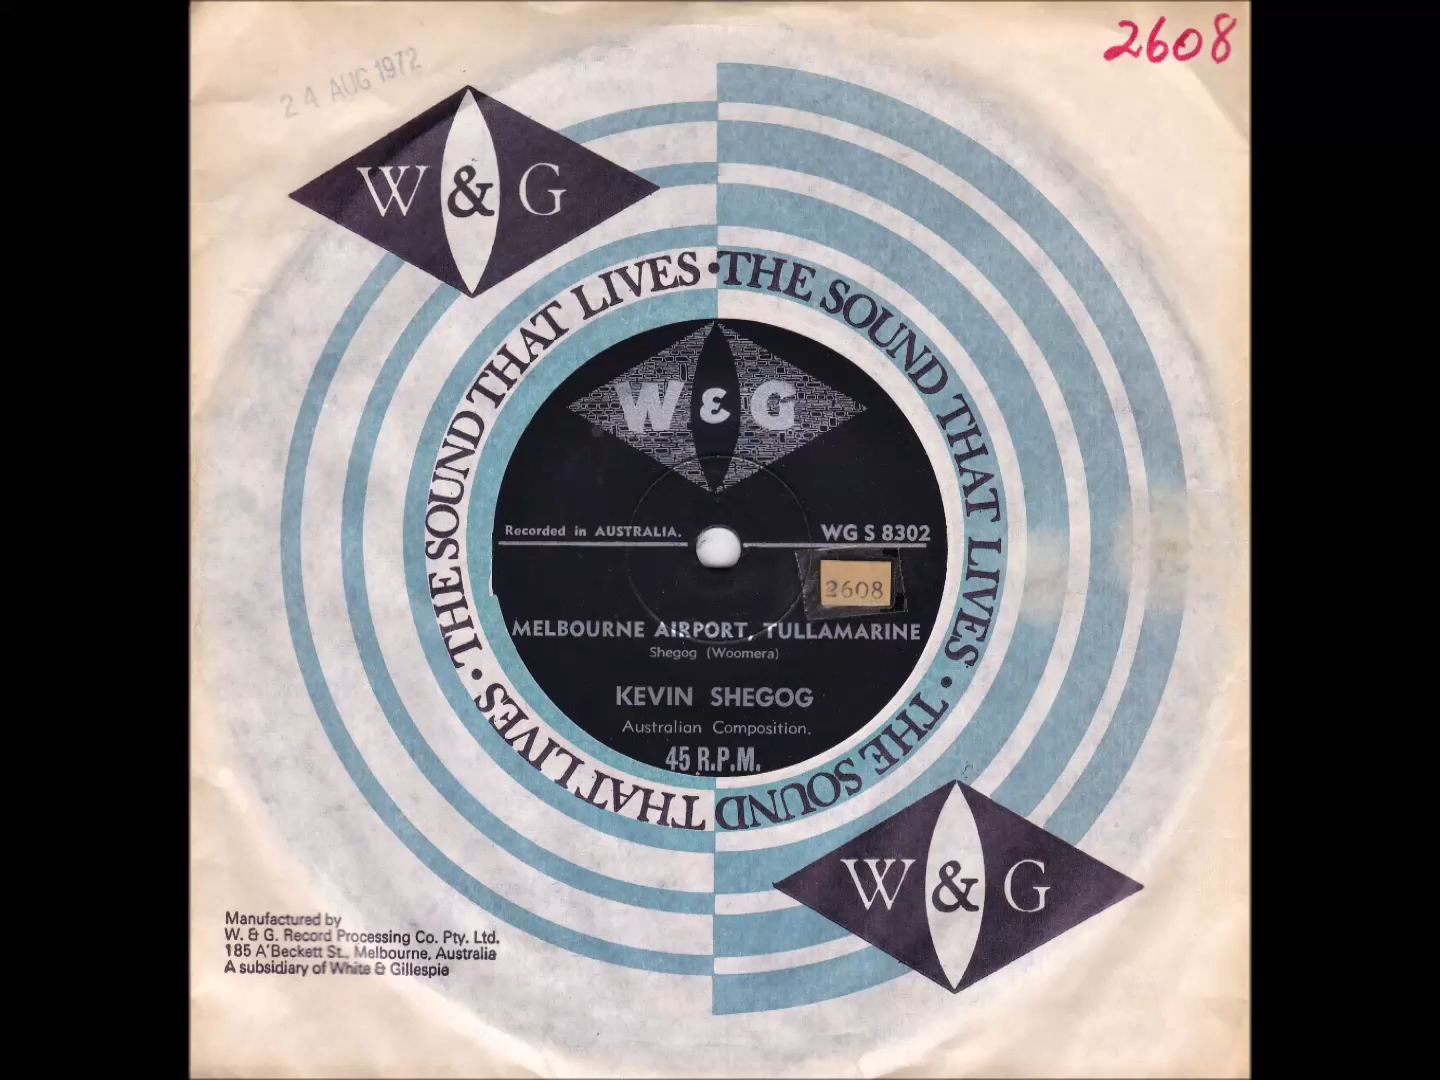 2608
24 AUG 1972
W & G
THE SOUND THAT LIVES • THE SOUND THAT LIVES • THE SOUND THAT LIVES •
W & G
Recorded in AUSTRALIA.
WG S 8302
2608
MELBOURNE AIRPORT, TULLAMARINE
Shegog (Woomera)
KEVIN SHEGOG
Australian Composition.
45 R.P.M.
W & G
Manufactured by
W. & G. Record Processing Co. Pty. Ltd.
185 A'Beckett St., Melbourne, Australia
A subsidiary of White & Gillespie